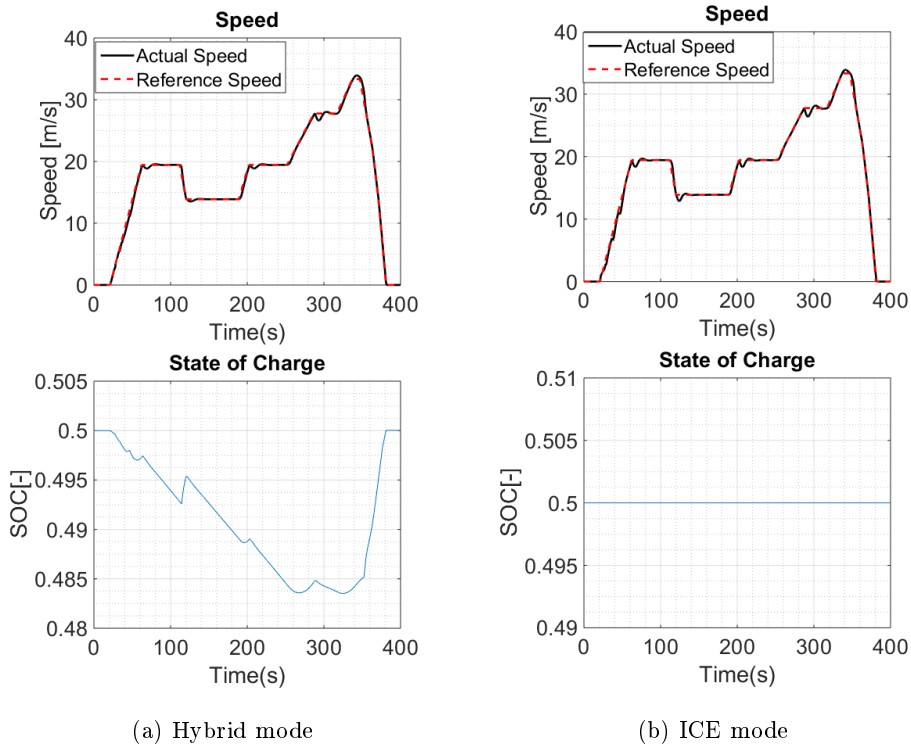 Speed
40
30
20
10
0
Speed [m/s]
Actual Speed
Reference Speed
0 100 200 300 400
Time(s)
State of Charge
0.505
0.5
0.495
0.49
0.485
0.48
SOC[-]
0 100 200 300 400
Time(s)
(a) Hybrid mode
Speed
40
30
20
10
0
Speed [m/s]
Actual Speed
Reference Speed
0 100 200 300 400
Time(s)
State of Charge
0.51
0.505
0.5
0.495
0.49
SOC[-]
0 100 200 300 400
Time(s)
(b) ICE mode